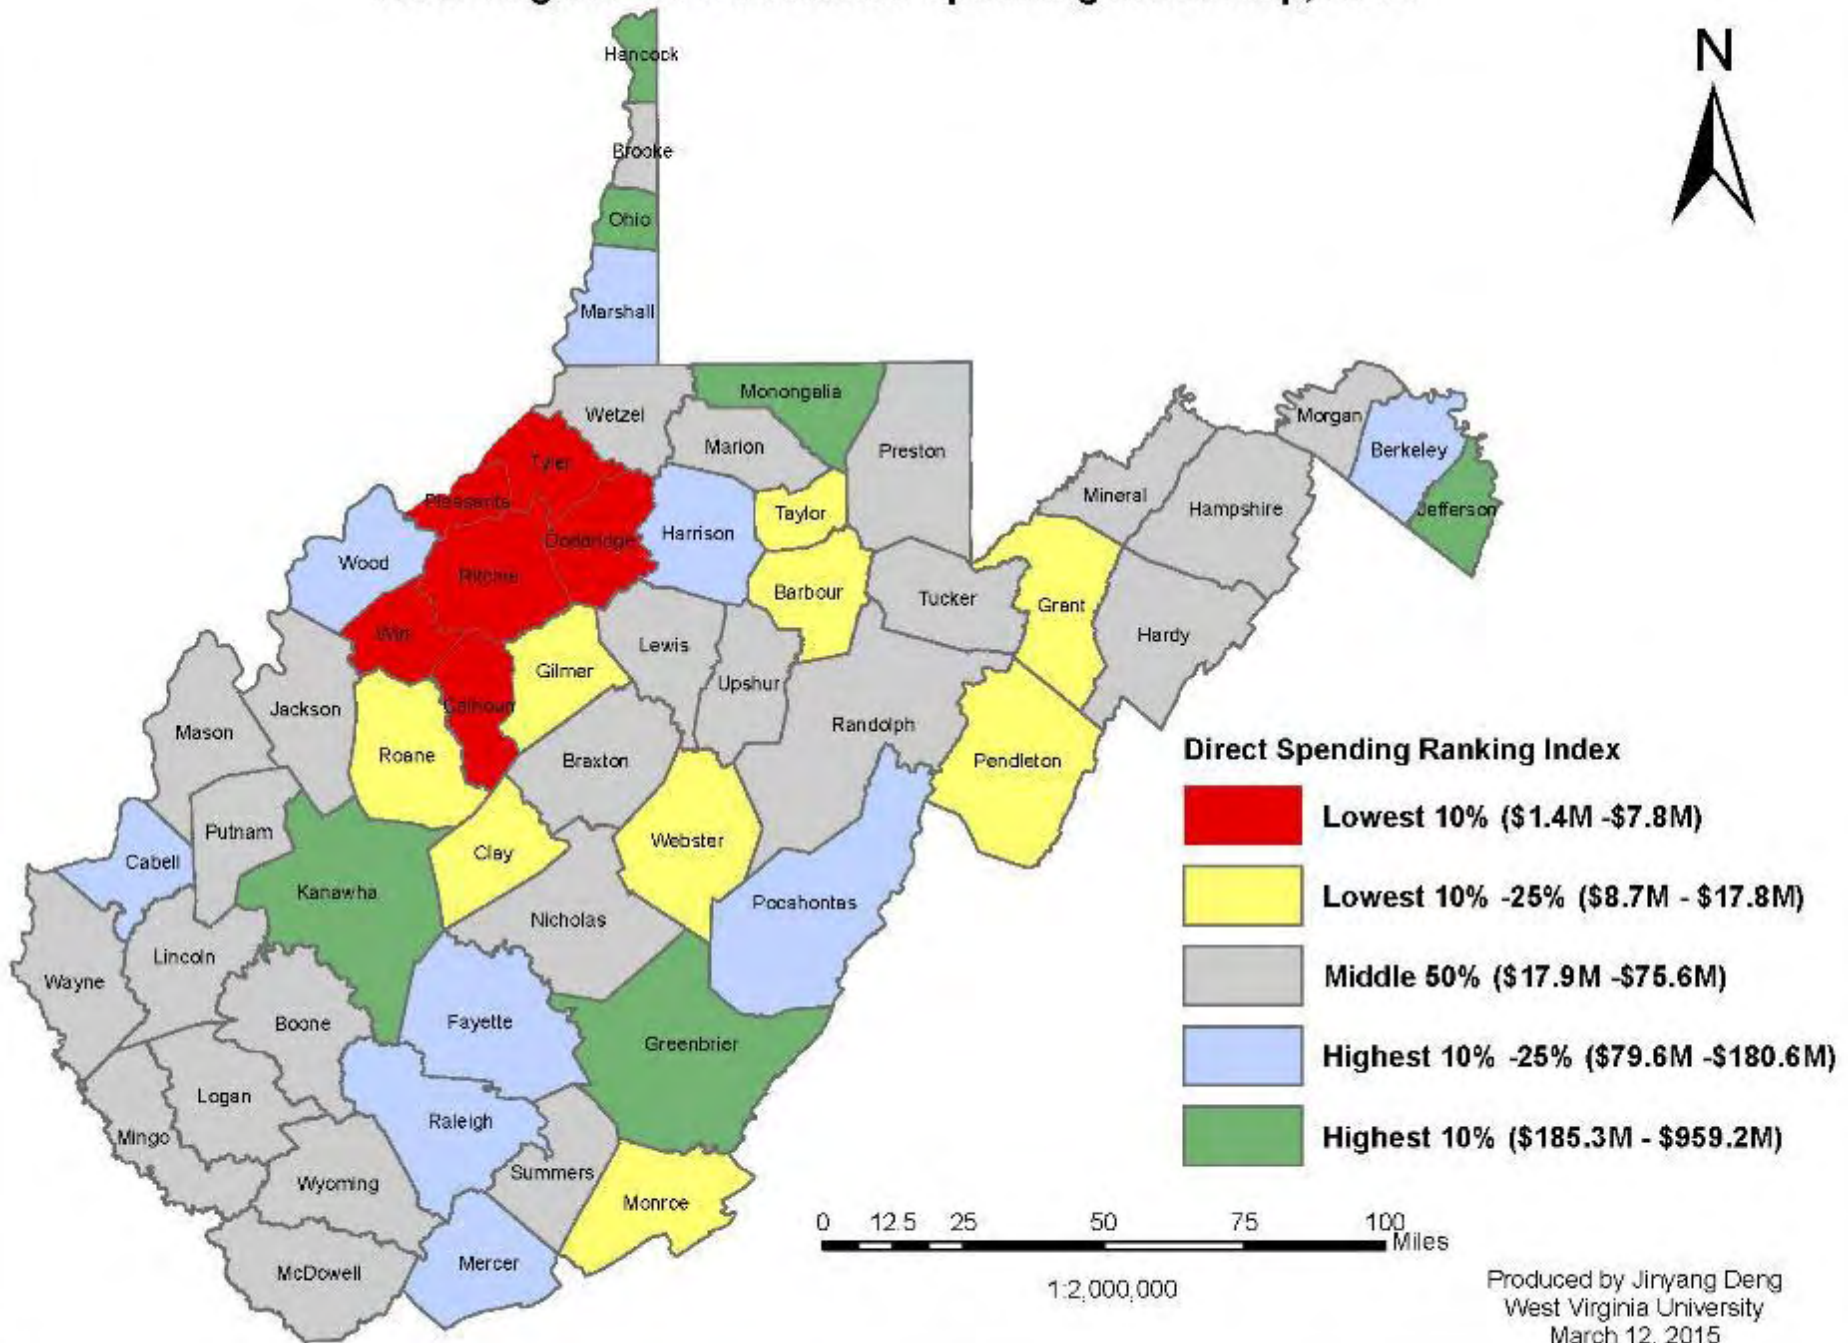 N
Hancock
Brooke
Ohio
Marshall
Wetzel
Monongalia
Marion
Preston
Morgan
Berkeley
Jefferson
Tyler
Pleasants
Taylor
Mineral
Hampshire
Harrison
Doddridge
Wood
Ritchie
Barbour
Tucker
Grant
Hardy
Wirt
Lewis
Gilmer
Upshur
Calhoun
Jackson
Mason
Roane
Braxton
Randolph
Pendleton
Putnam
Cabell
Clay
Webster
Kanawha
Nicholas
Pocahontas
Lincoln
Wayne
Boone
Fayette
Greenbrier
Logan
Raleigh
Mingo
Summers
Wyoming
Monroe
McDowell
Mercer
Direct Spending Ranking Index
Lowest 10% ($1.4M -$7.8M)
Lowest 10% -25% ($8.7M - $17.8M)
Middle 50% ($17.9M -$75.6M)
Highest 10% -25% ($79.6M -$180.6M)
Highest 10% ($185.3M - $959.2M)
0 12.5 25 50 75 100
Miles
1:2,000,000
Produced by Jinyang Deng
West Virginia University
March 12, 2015